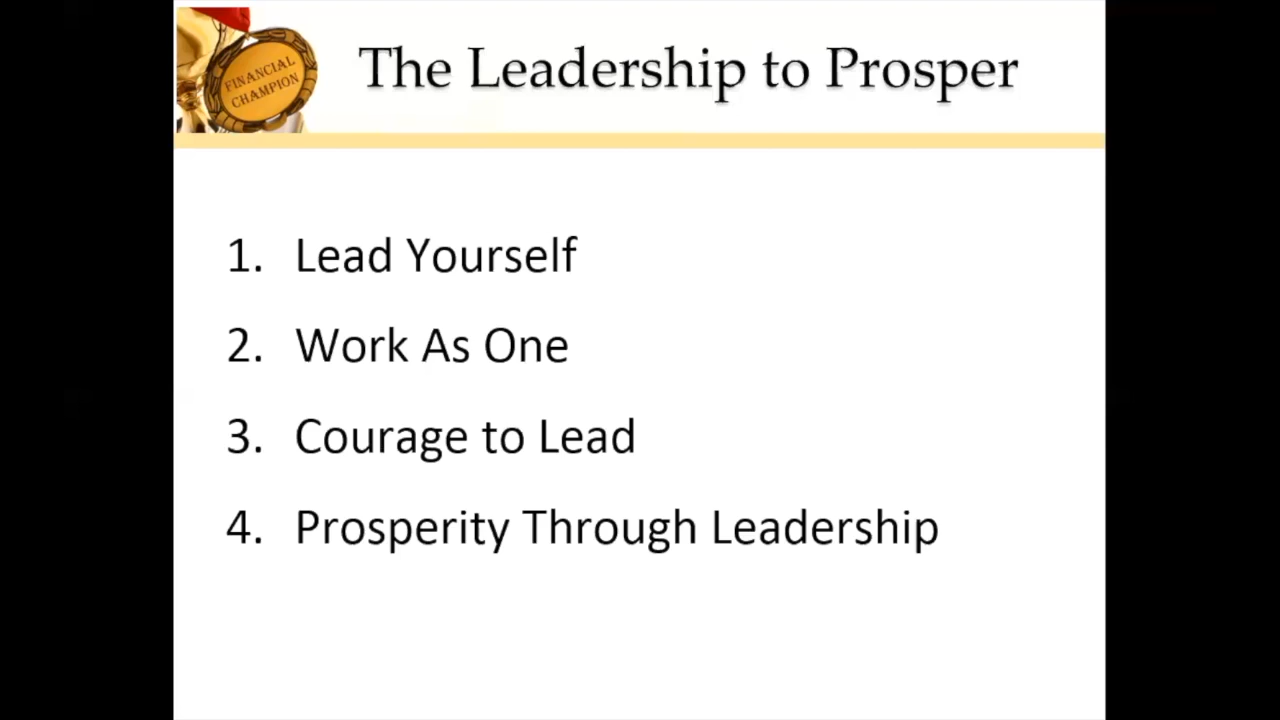 FINANCIAL
CHAMPION
The Leadership to Prosper
1. Lead Yourself
2. Work As One
3. Courage to Lead
4. Prosperity Through Leadership